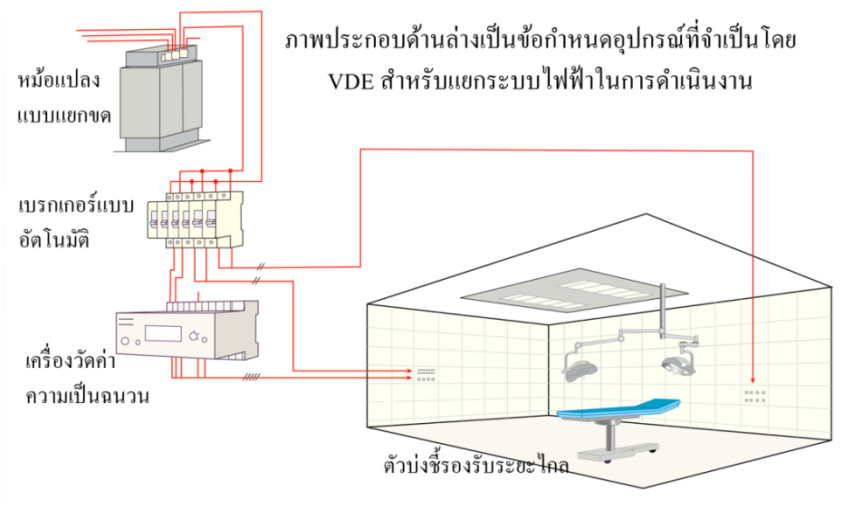 ภาพประกอบด้านล่างเป็นข้อกำหนดอุปกรณ์ที่จำเป็นโดย
VDE สำหรับแยกระบบไฟฟ้าในการดำเนินงาน
หม้อแปลง
แบบแยกขด
เบรกเกอร์แบบ
อัตโนมัติ
เครื่องวัดค่า
ความเป็นฉนวน
ตัวบ่งชี้รองรับระยะไกล